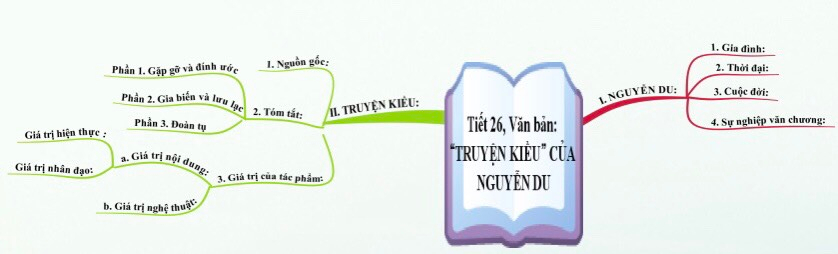 Tiết 26, Văn bản:
“TRUYỆN KIỀU” CỦA
NGUYỄN DU
I. NGUYỄN DU:
1. Gia đình:
2. Thời đại:
3. Cuộc đời:
4. Sự nghiệp văn chương:
II. TRUYỆN KIỀU:
1. Nguồn gốc:
2. Tóm tắt:
Phần 1. Gặp gỡ và đính ước
Phần 2. Gia biến và lưu lạc
Phần 3. Đoàn tụ
3. Giá trị của tác phẩm:
a. Giá trị nội dung:
Giá trị hiện thực :
Giá trị nhân đạo:
b. Giá trị nghệ thuật: